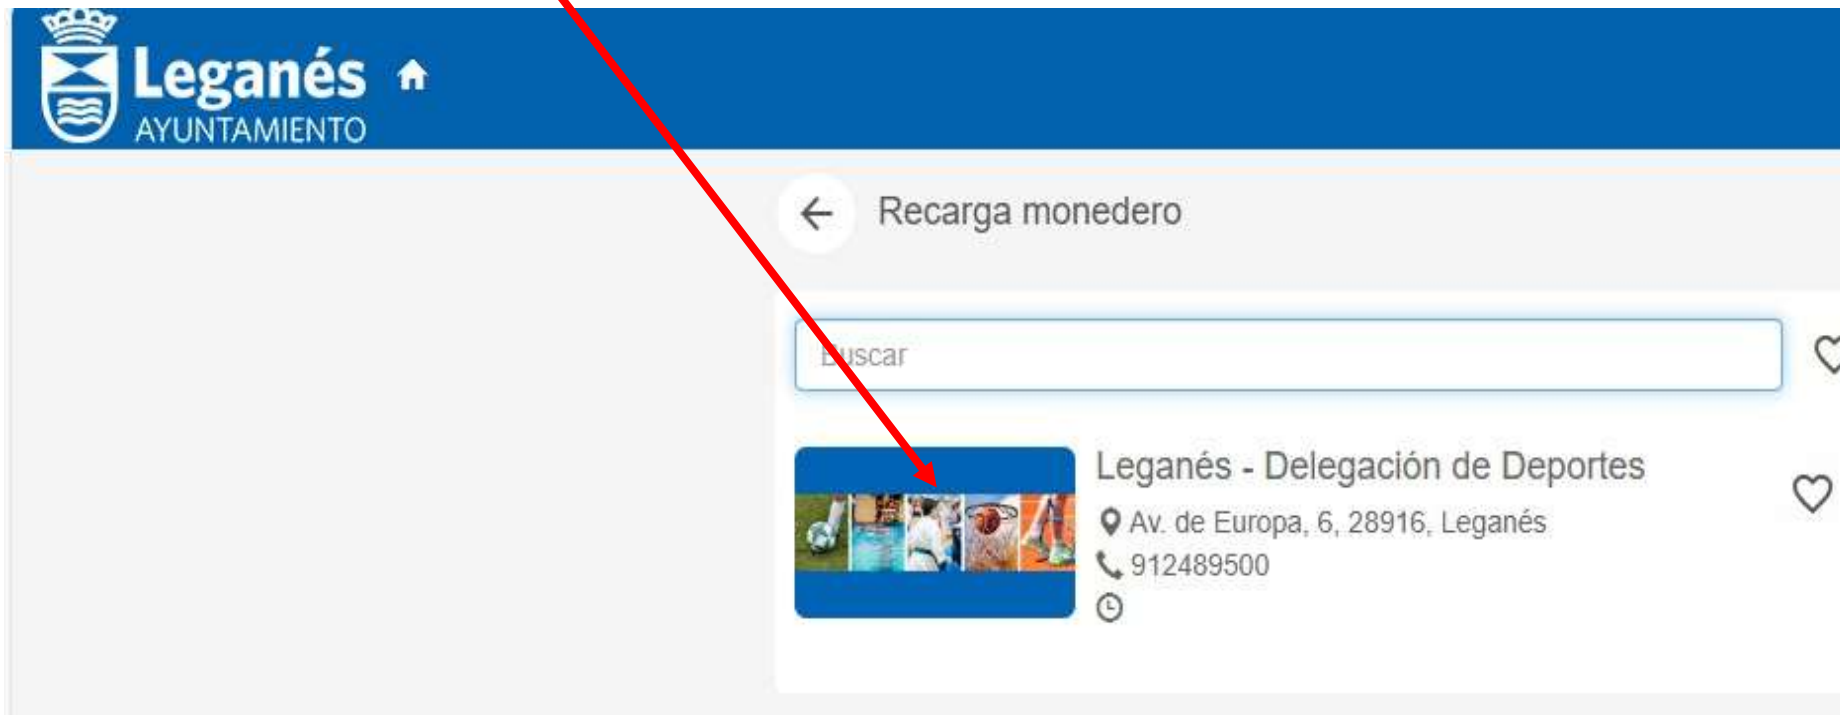 Leganés
AYUNTAMIENTO
Recarga monedero
Buscar
Leganés - Delegación de Deportes
Av. de Europa, 6, 28916, Leganés
912489500